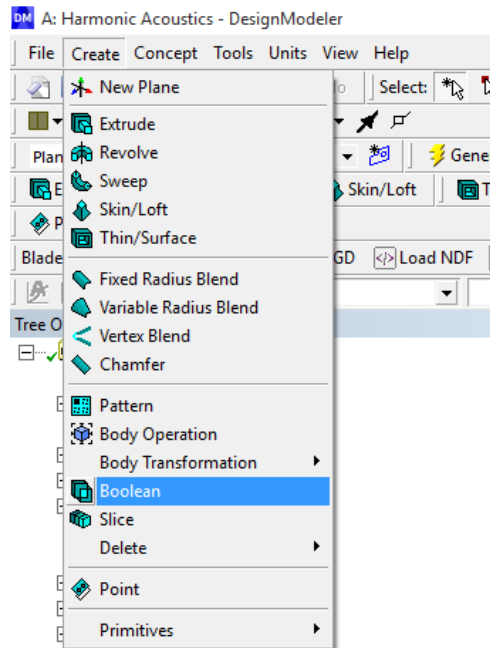 DM A: Harmonic Acoustics - DesignModeler
File Create Concept Tools Units View Help
New Plane
Select:
Extrude
Revolve
Plan
Gene
Sweep
E
Skin/Loft
Skin/Loft
T
P
Thin/Surface
Blade
GD </> Load NDF
Fixed Radius Blend
Variable Radius Blend
Tree O
Vertex Blend
Chamfer
Pattern
Body Operation
Body Transformation
Boolean
Slice
Delete
Point
Primitives